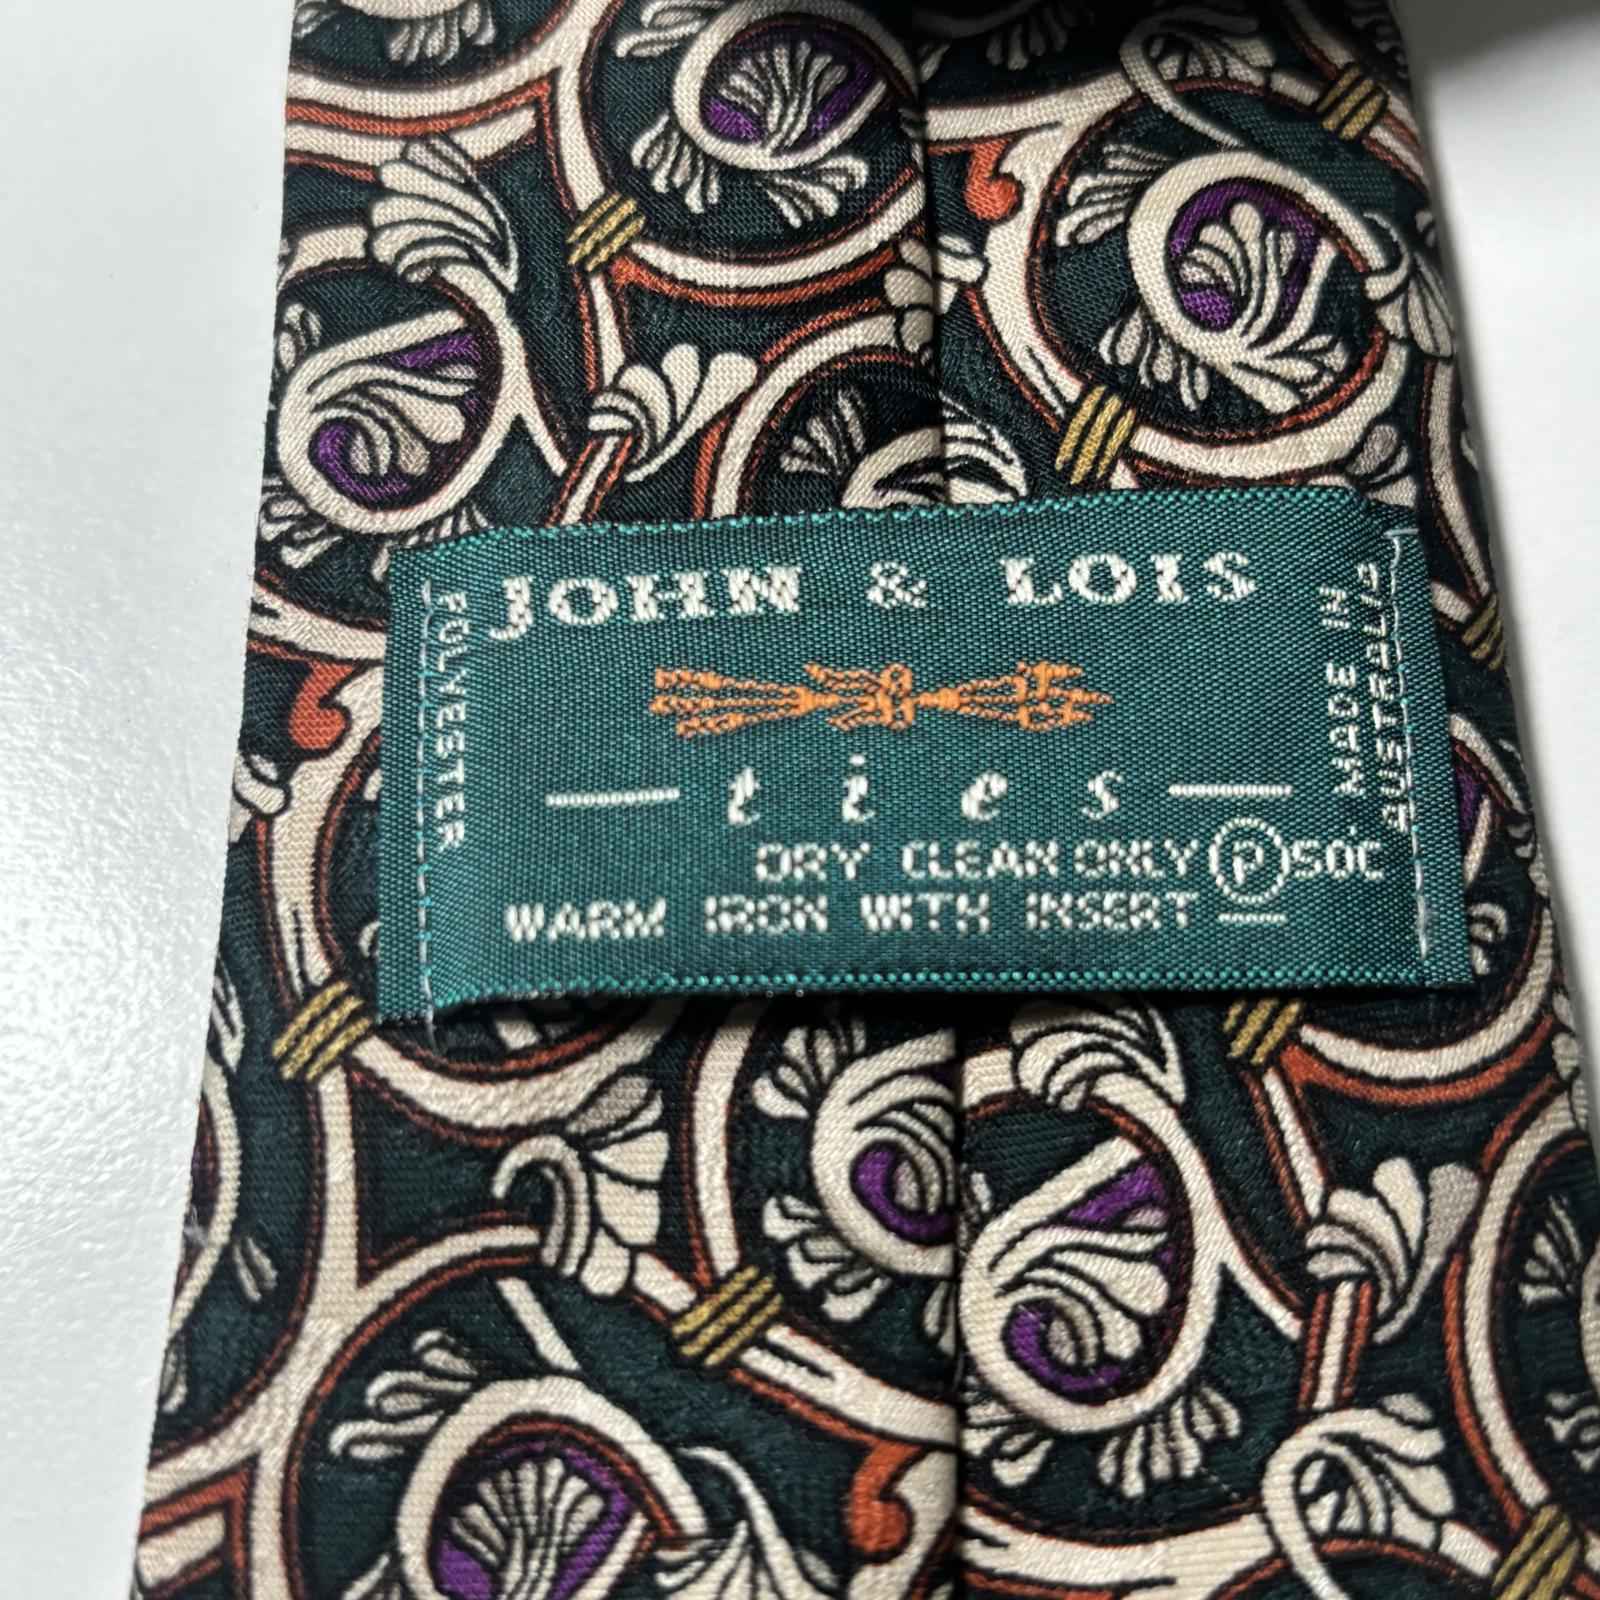 JOHN & LOIS
POLYESTER
MADE IN
AUSTRALIA
ties
DRY CLEAN ONLY P 50C
WARM IRON WITH INSERT